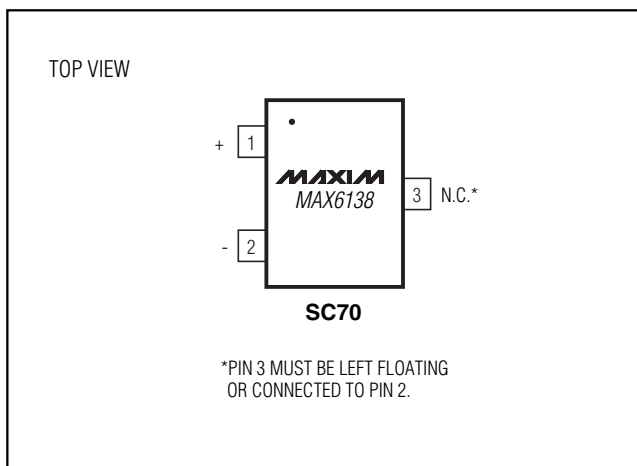 TOP VIEW
+ 1
MAXIM
MAX6138
3 N.C.*
- 2
SC70
*PIN 3 MUST BE LEFT FLOATING
OR CONNECTED TO PIN 2.